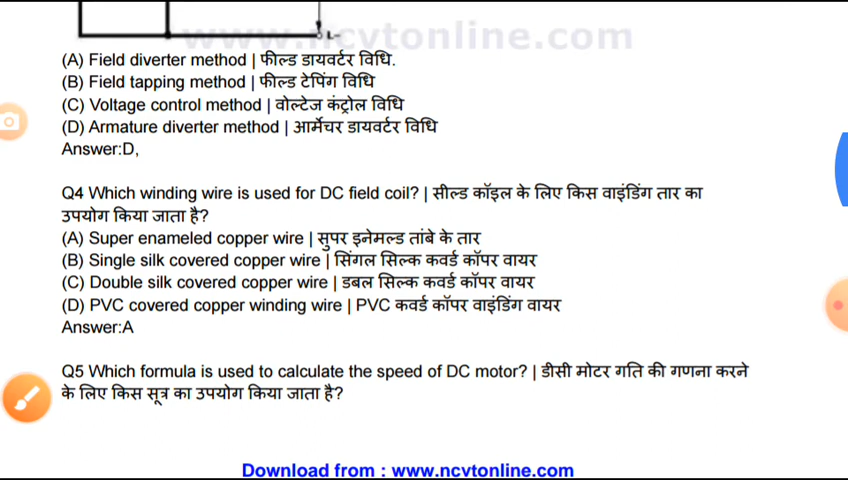 L-
www.ncvtonline.com
(A) Field diverter method | फील्ड डायवर्टर विधि.
(B) Field tapping method | फील्ड टेपिंग विधि
(C) Voltage control method | वोल्टेज कंट्रोल विधि
(D) Armature diverter method | आर्मेचर डायवर्टर विधि
Answer:D,
Q4 Which winding wire is used for DC field coil? | सील्ड कॉइल के लिए किस वाइंडिंग तार का
उपयोग किया जाता है?
(A) Super enameled copper wire | सुपर इनेमल्ड तांबे के तार
(B) Single silk covered copper wire | सिंगल सिल्क कवर्ड कॉपर वायर
(C) Double silk covered copper wire | डबल सिल्क कवर्ड कॉपर वायर
(D) PVC covered copper winding wire | PVC कवर्ड कॉपर वाइंडिंग वायर
Answer:A
Q5 Which formula is used to calculate the speed of DC motor? | डीसी मोटर गति की गणना करने
के लिए किस सूत्र का उपयोग किया जाता है?
Download from : www.ncvtonline.com